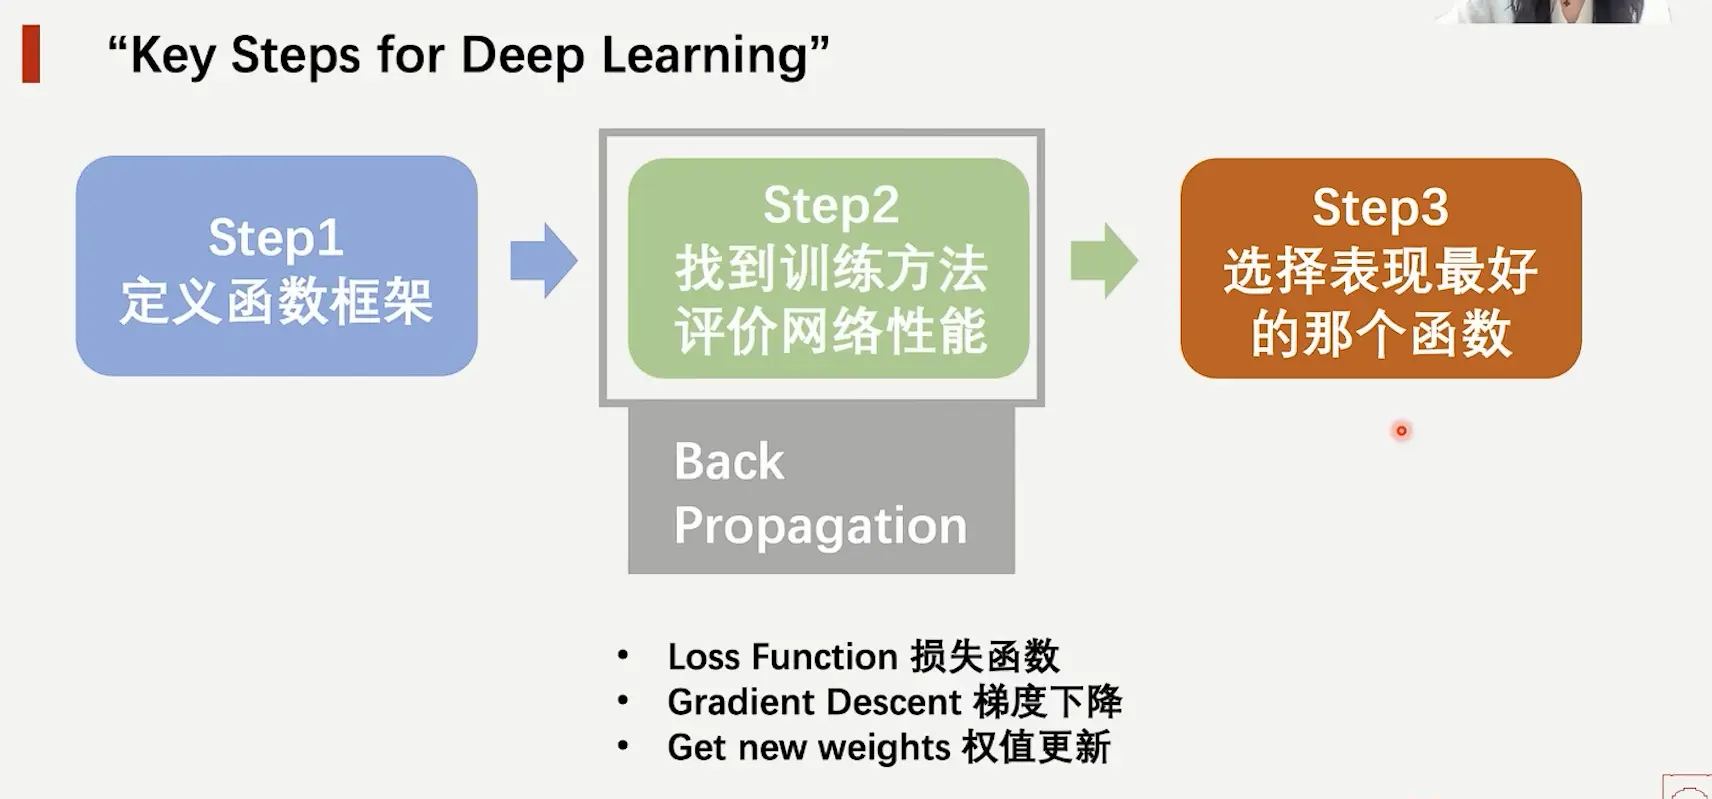 “Key Steps for Deep Learning”
Step1
定义函数框架
Step2
找到训练方法
评价网络性能
Step3
选择表现最好
的那个函数
Back
Propagation
• Loss Function 损失函数
• Gradient Descent 梯度下降
• Get new weights 权值更新